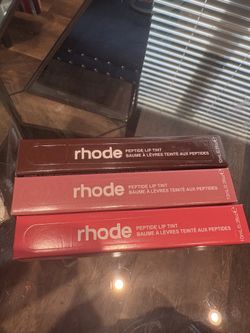 rhode
PEPTIDE LIP TINT
BAUME À LÈVRES TEINTÉ AUX PEPTIDES
rhode
PEPTIDE LIP TINT
BAUME À LÈVRES TEINTÉ AUX PEPTIDES
rhode
PEPTIDE LIP TINT
BAUME À LÈVRES TEINTÉ AUX PEPTIDES